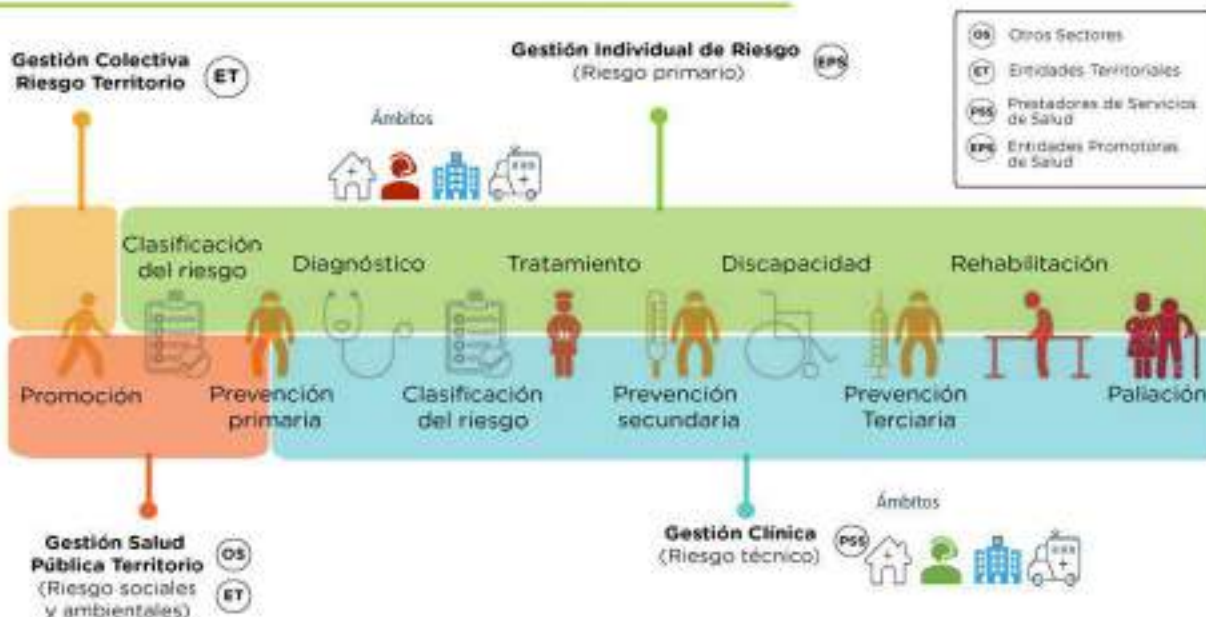 Gestión Colectiva
Riesgo Territorio
ET
Gestión Individual de Riesgo
(Riesgo primario)
EPS
OS Otros Sectores
ET Entidades Territoriales
PSS Prestadores de Servicios
de Salud
EPS Entidades Promotoras
de Salud
Ámbitos
Clasificación
del riesgo
Diagnóstico
Tratamiento
Discapacidad
Rehabilitación
Promoción
Prevención
primaria
Clasificación
del riesgo
Prevención
secundaria
Prevención
Terciaria
Paliación
Gestión Salud
Pública Territorio
(Riesgo sociales
y ambientales)
OS
ET
Gestión Clínica
(Riesgo técnico)
PSS
Ámbitos